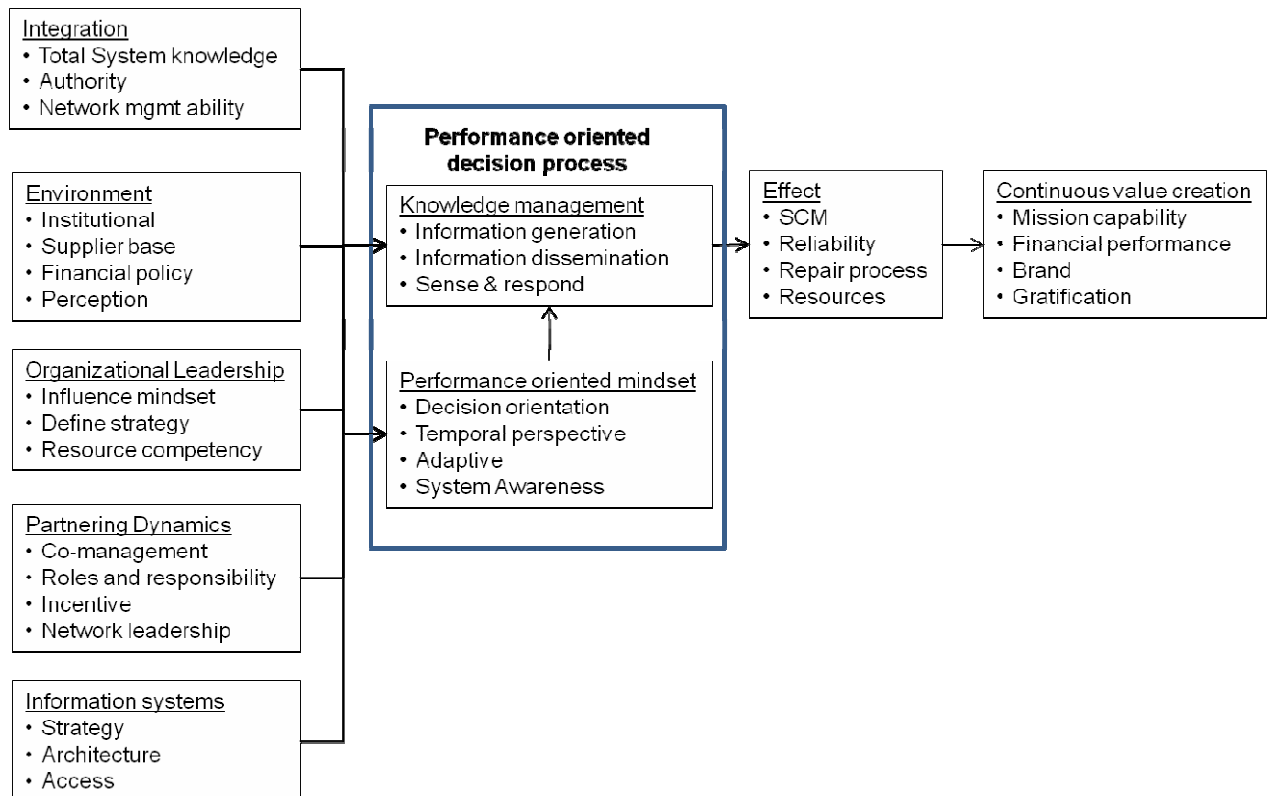 Integration
• Total System knowledge
• Authority
• Network mgmt ability
Environment
• Institutional
• Supplier base
• Financial policy
• Perception
Organizational Leadership
• Influence mindset
• Define strategy
• Resource competency
Partnering Dynamics
• Co-management
• Roles and responsibility
• Incentive
• Network leadership
Information systems
• Strategy
• Architecture
• Access
Performance oriented
decision process
Knowledge management
• Information generation
• Information dissemination
• Sense & respond
Performance oriented mindset
• Decision orientation
• Temporal perspective
• Adaptive
• System Awareness
Effect
• SCM
• Reliability
• Repair process
• Resources
Continuous value creation
• Mission capability
• Financial performance
• Brand
• Gratification